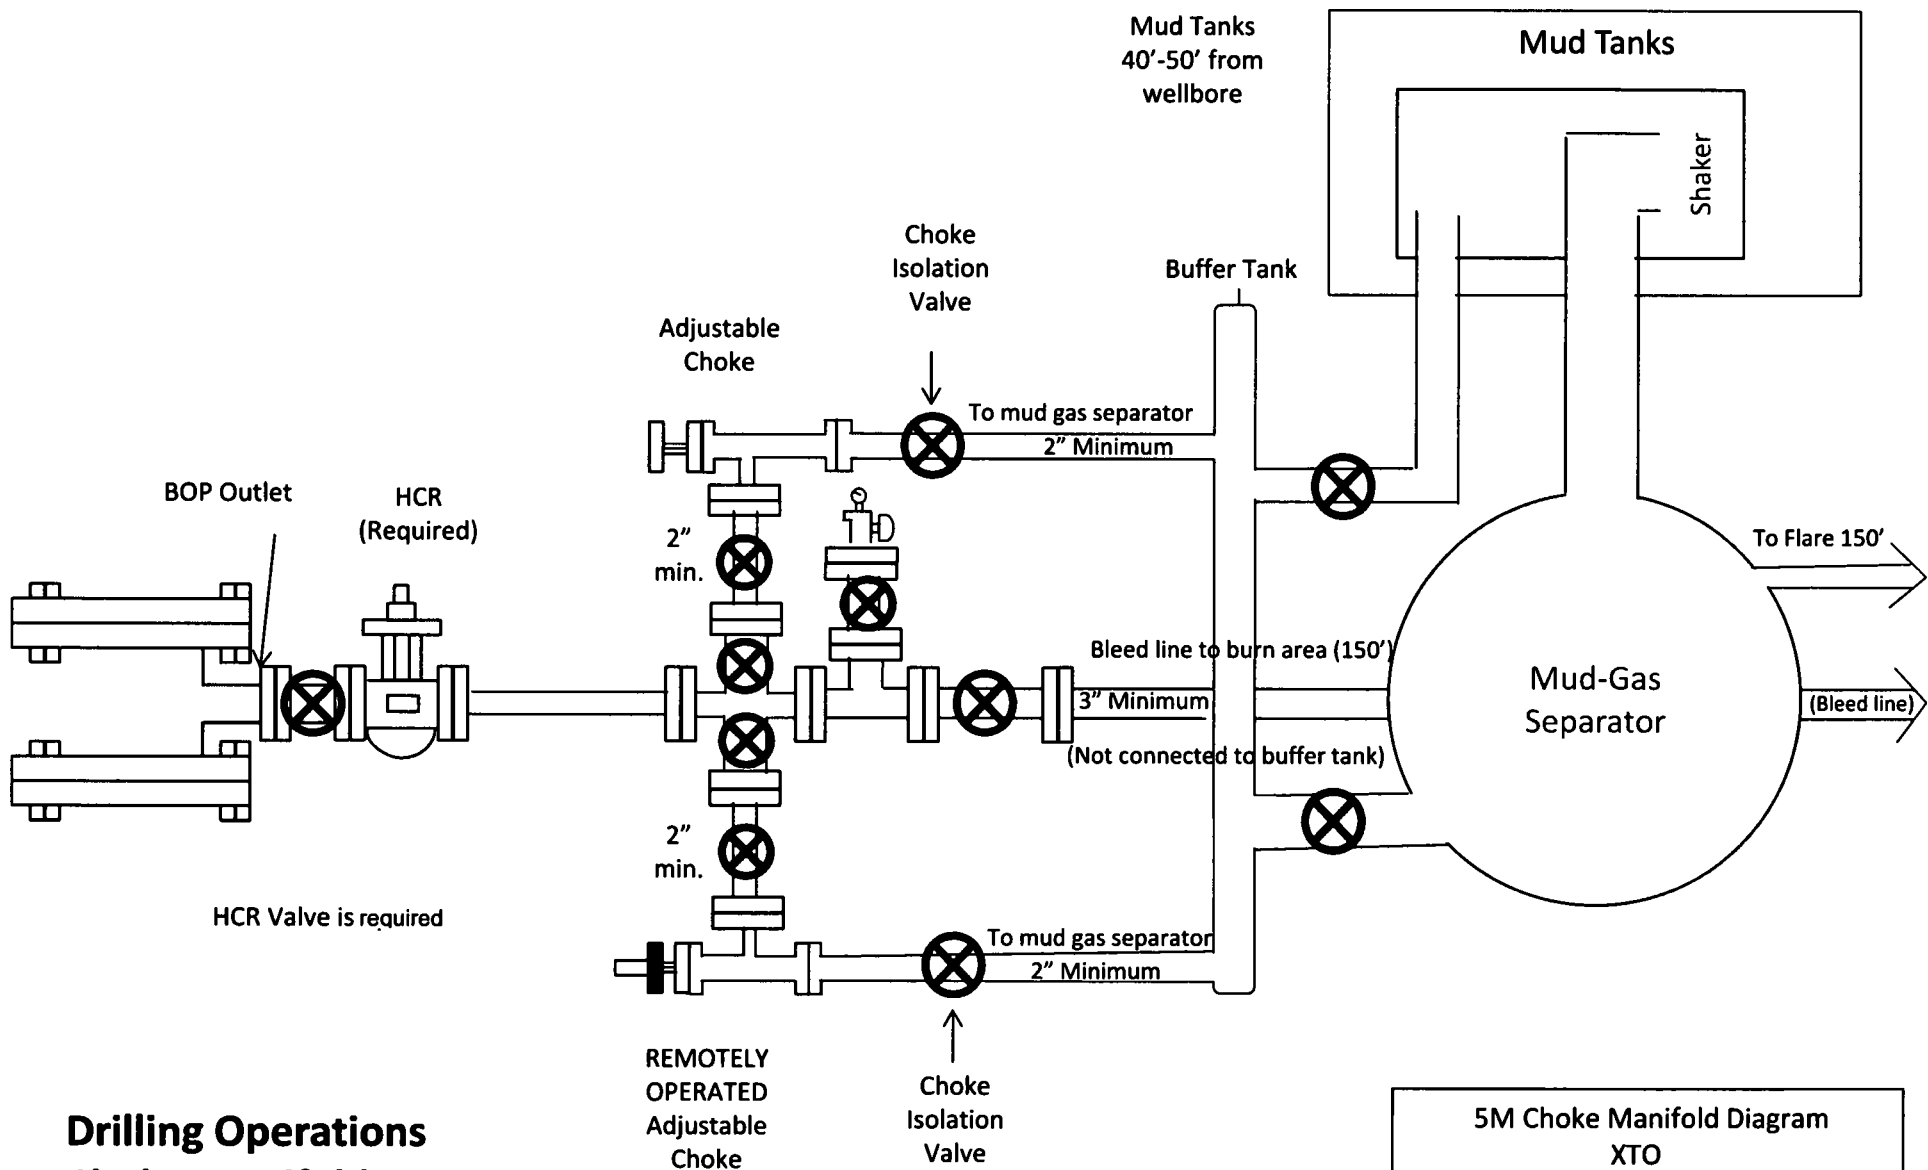 Mud Tanks
40'-50' from
wellbore
Mud Tanks
Shaker
Choke
Isolation
Valve
Buffer Tank
Adjustable
Choke
To mud gas separator
2" Minimum
BOP Outlet
HCR
(Required)
2"
min.
To Flare 150'
Bleed line to burn area (150')
3" Minimum
(Not connected to buffer tank)
Mud-Gas
Separator
(Bleed line)
2"
min.
HCR Valve is required
To mud gas separator
2" Minimum
REMOTELY
OPERATED
Adjustable
Choke
Choke
Isolation
Valve
Drilling Operations
5M Choke Manifold Diagram
XTO